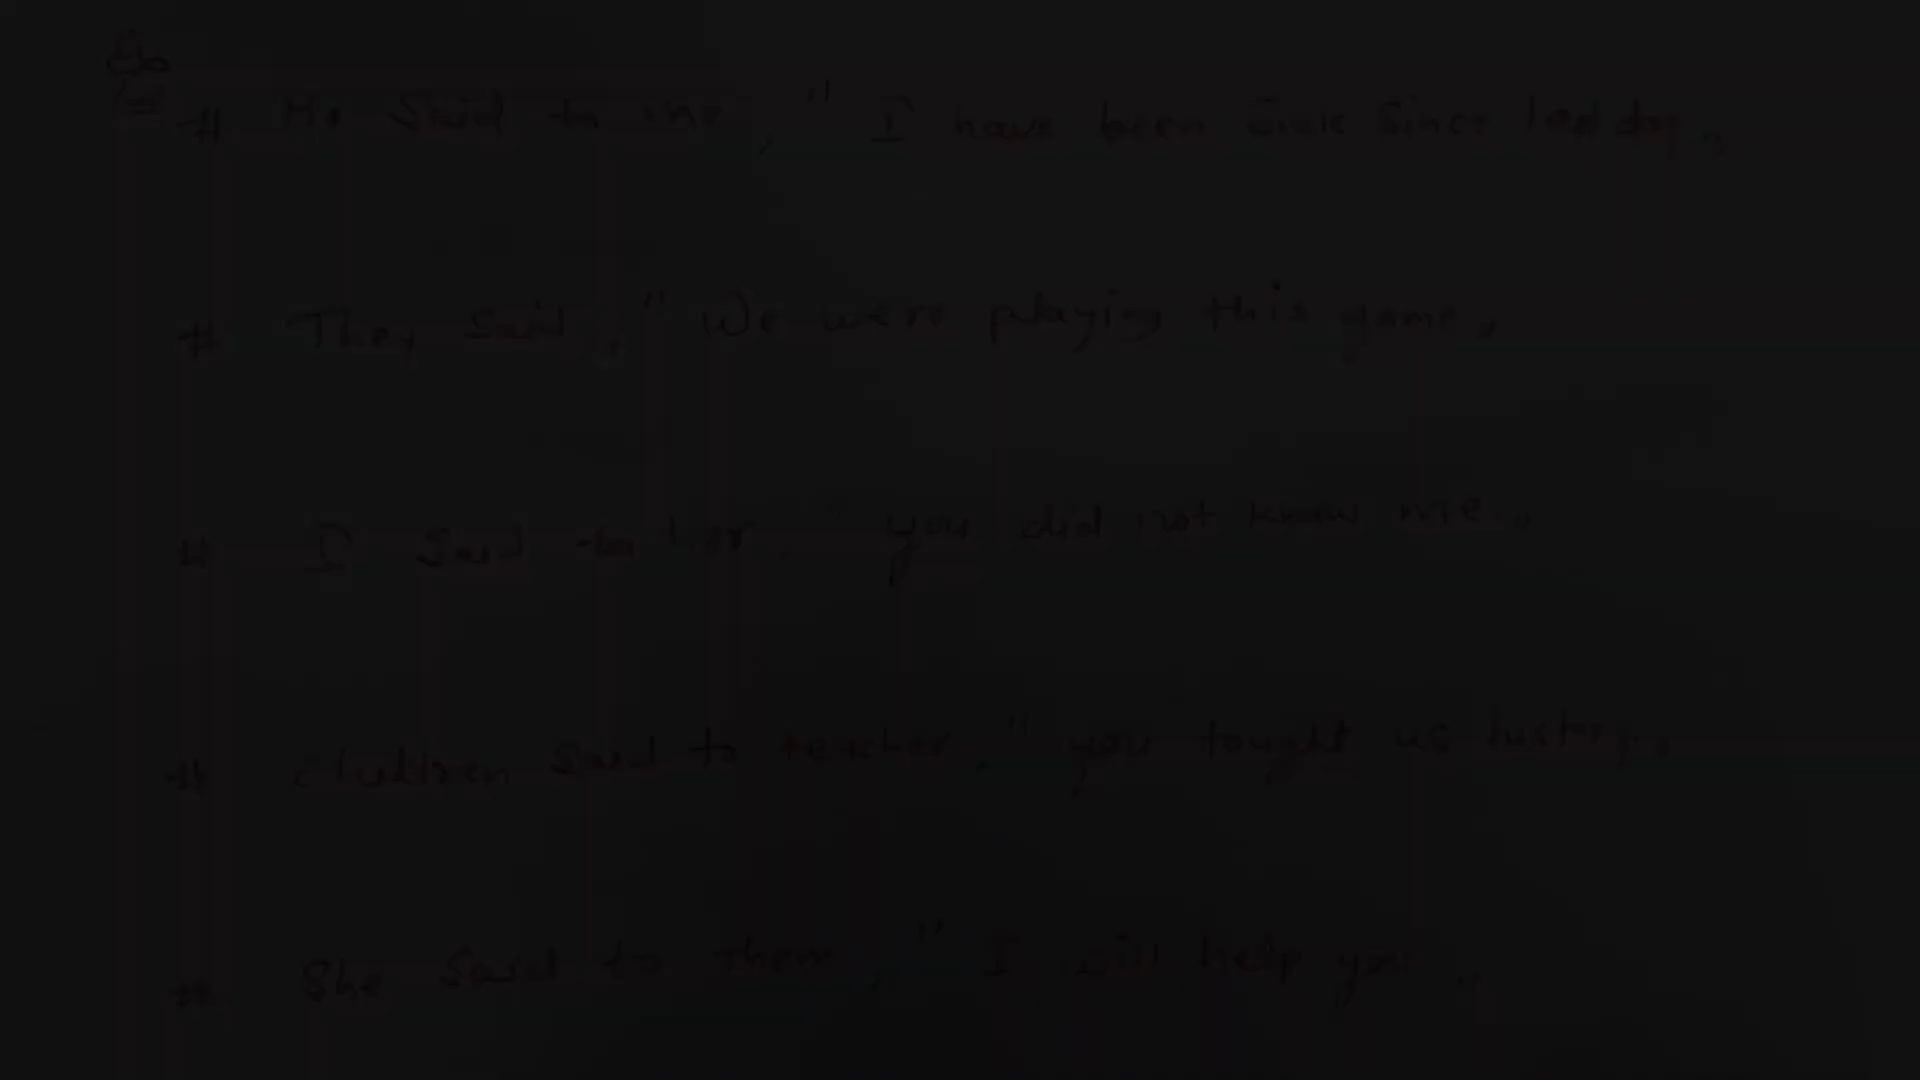 # He said to me, " I have been sick since last day.
# They said, " We were playing this game.
# I said to her " you did not know me.
# children said to teacher, " you taught us history.
# She said to them, " I will help you "